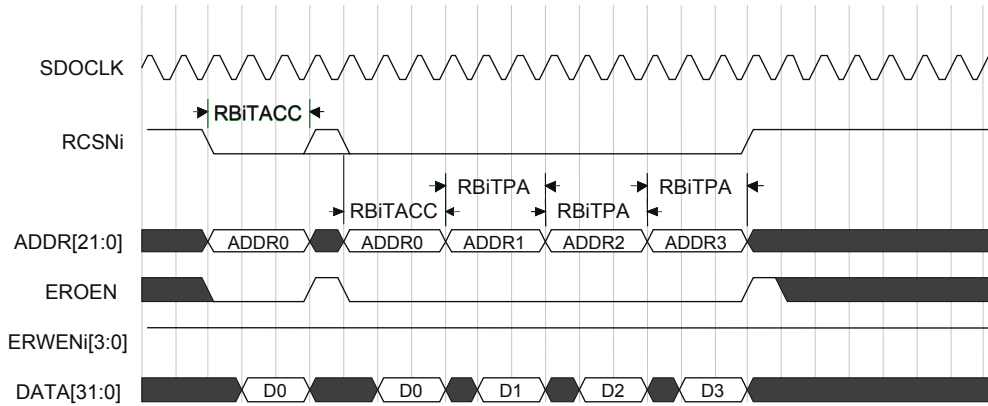 SDOCLK
RBiTACC
RCSNi
RBiTPA RBiTPA
RBiTACC RBiTPA
ADDR[21:0] ADDR0 ADDR0 ADDR1 ADDR2 ADDR3
EROEN
ERWENi[3:0]
DATA[31:0] D0 D0 D1 D2 D3